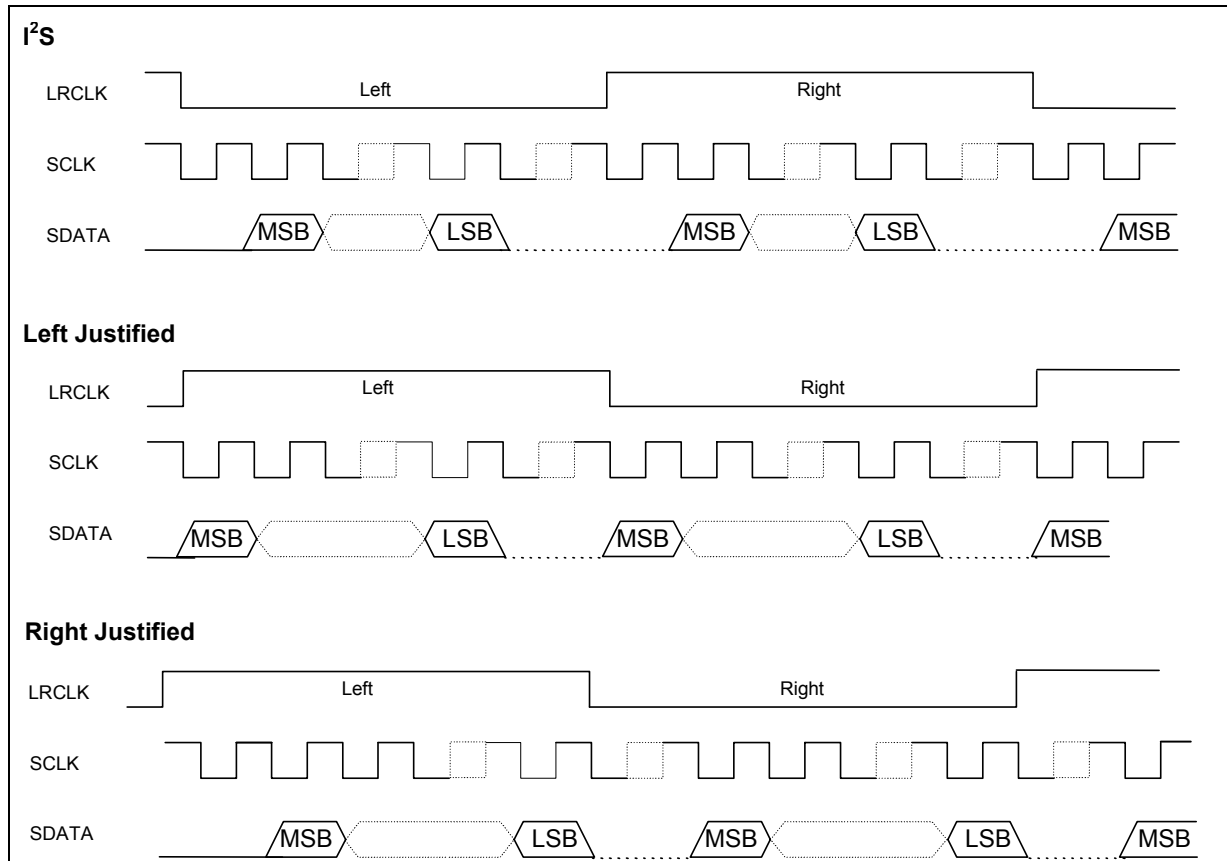 I²S
LRCLK Left Right
SCLK
SDATA MSB LSB MSB LSB MSB
Left Justified
LRCLK Left Right
SCLK
SDATA MSB LSB MSB LSB MSB
Right Justified
LRCLK Left Right
SCLK
SDATA MSB LSB MSB LSB MSB